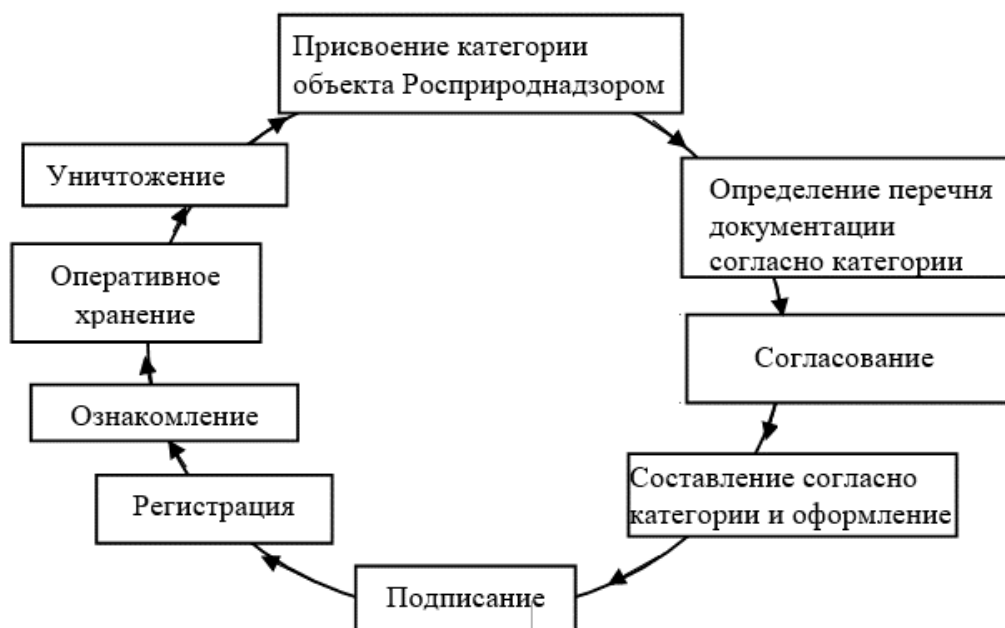 Присвоение категории
объекта Росприроднадзором
Определение перечня
документации
согласно категории
Согласование
Составление согласно
категории и оформление
Подписание
Регистрация
Ознакомление
Оперативное
хранение
Уничтожение